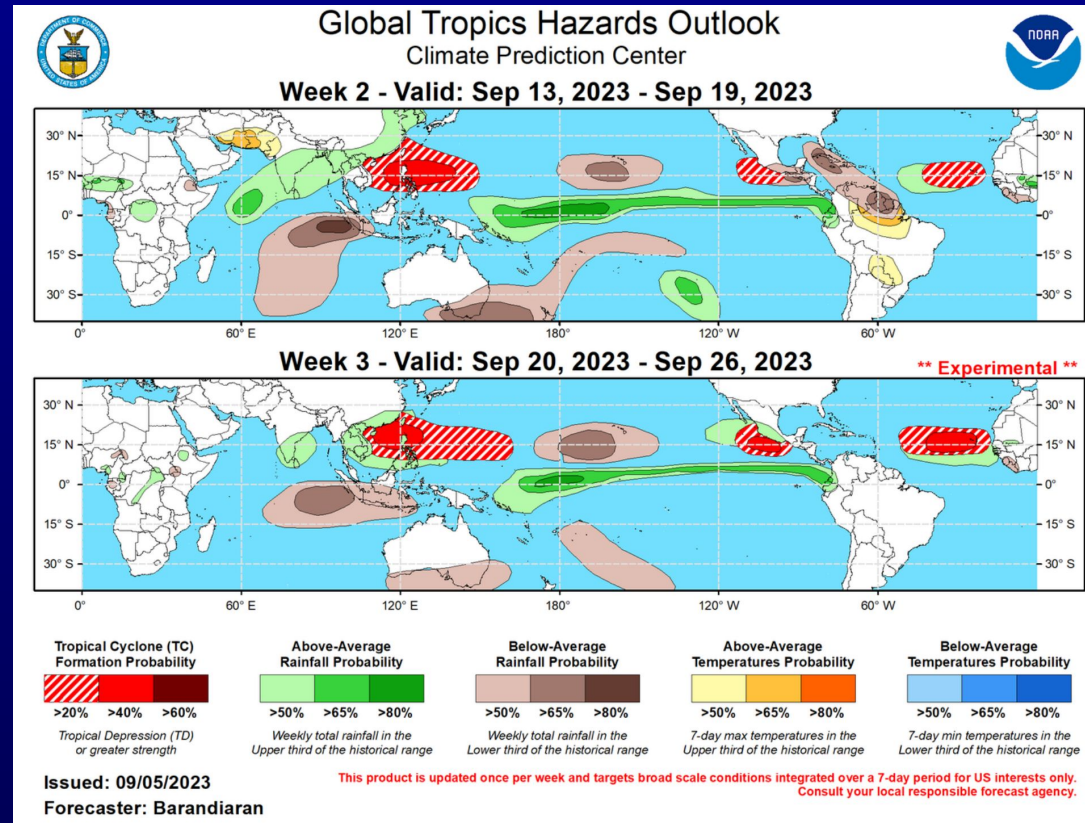 Global Tropics Hazards Outlook
Climate Prediction Center
DEPARTMENT OF COMMERCE
UNITED STATES OF AMERICA
NOAA
Week 2 - Valid: Sep 13, 2023 - Sep 19, 2023
30° N
15° N
0°
15° S
30° S
30° N
15° N
0°
15° S
30° S
0° 60° E 120° E 180° 120° W 60° W
Week 3 - Valid: Sep 20, 2023 - Sep 26, 2023
** Experimental **
30° N
15° N
0°
15° S
30° S
30° N
15° N
0°
15° S
30° S
0° 60° E 120° E 180° 120° W 60° W
Tropical Cyclone (TC)
Formation Probability
>20% >40% >60%
Tropical Depression (TD)
or greater strength
Above-Average
Rainfall Probability
>50% >65% >80%
Weekly total rainfall in the
Upper third of the historical range
Below-Average
Rainfall Probability
>50% >65% >80%
Weekly total rainfall in the
Lower third of the historical range
Above-Average
Temperatures Probability
>50% >65% >80%
7-day max temperatures in the
Upper third of the historical range
Below-Average
Temperatures Probability
>50% >65% >80%
7-day min temperatures in the
Lower third of the historical range
Issued: 09/05/2023
Forecaster: Barandiaran
This product is updated once per week and targets broad scale conditions integrated over a 7-day period for US interests only.
Consult your local responsible forecast agency.